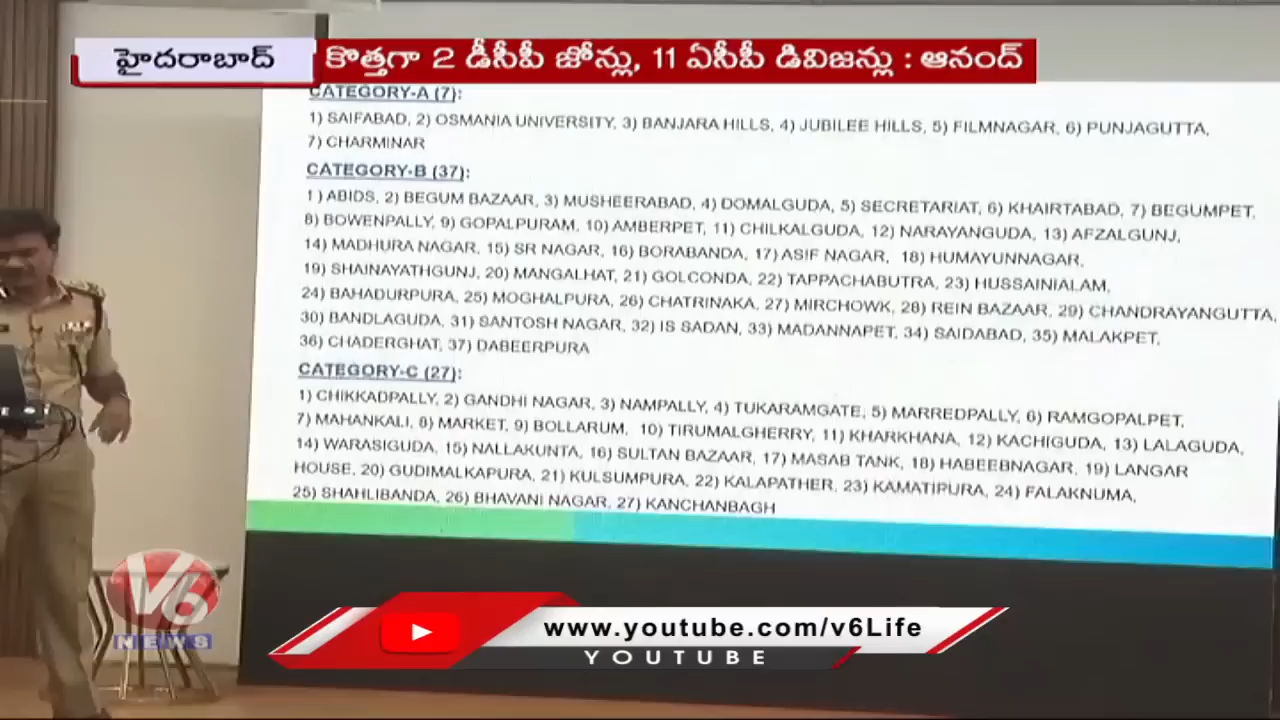 హైదరాబాద్
కొత్తగా 2 డీసీపీ జోన్లు, 11 ఏసీపీ డివిజన్లు : ఆనంద్
CATEGORY-A (7):
1) SAIFABAD, 2) OSMANIA UNIVERSITY, 3) BANJARA HILLS, 4) JUBILEE HILLS, 5) FILMNAGAR, 6) PUNJAGUTTA,
7) CHARMINAR
CATEGORY-B (37):
1) ABIDS, 2) BEGUM BAZAAR, 3) MUSHEERABAD, 4) DOMALGUDA, 5) SECRETARIAT, 6) KHAIRTABAD, 7) BEGUMPET,
8) BOWENPALLY, 9) GOPALPURAM, 10) AMBERPET, 11) CHILKALGUDA, 12) NARAYANGUDA, 13) AFZALGUNJ,
14) MADHURA NAGAR, 15) SR NAGAR, 16) BORABANDA, 17) ASIF NAGAR, 18) HUMAYUNNAGAR,
19) SHAINAYATHGUNJ, 20) MANGALHAT, 21) GOLCONDA, 22) TAPPACHABUTRA, 23) HUSSAINIALAM,
24) BAHADURPURA, 25) MOGHALPURA, 26) CHATRINAKA, 27) MIRCHOWK, 28) REIN BAZAAR, 29) CHANDRAYANGUTTA,
30) BANDLAGUDA, 31) SANTOSH NAGAR, 32) IS SADAN, 33) MADANNAPET, 34) SAIDABAD, 35) MALAKPET,
36) CHADERGHAT, 37) DABEERPURA
CATEGORY-C (27):
1) CHIKKADPALLY, 2) GANDHI NAGAR, 3) NAMPALLY, 4) TUKARAMGATE, 5) MARREDPALLY, 6) RAMGOPALPET,
7) MAHANKALI, 8) MARKET, 9) BOLLARUM, 10) TIRUMALGHERRY, 11) KHARKHANA, 12) KACHIGUDA, 13) LALAGUDA,
14) WARASIGUDA, 15) NALLAKUNTA, 16) SULTAN BAZAAR, 17) MASAB TANK, 18) HABEEBNAGAR, 19) LANGAR
HOUSE, 20) GUDIMALKAPURA, 21) KULSUMPURA, 22) KALAPATHER, 23) KAMATIPURA, 24) FALAKNUMA,
25) SHAHLIBANDA, 26) BHAVANI NAGAR, 27) KANCHANBAGH
V6
NEWS
www.youtube.com/v6Life
YOUTUBE